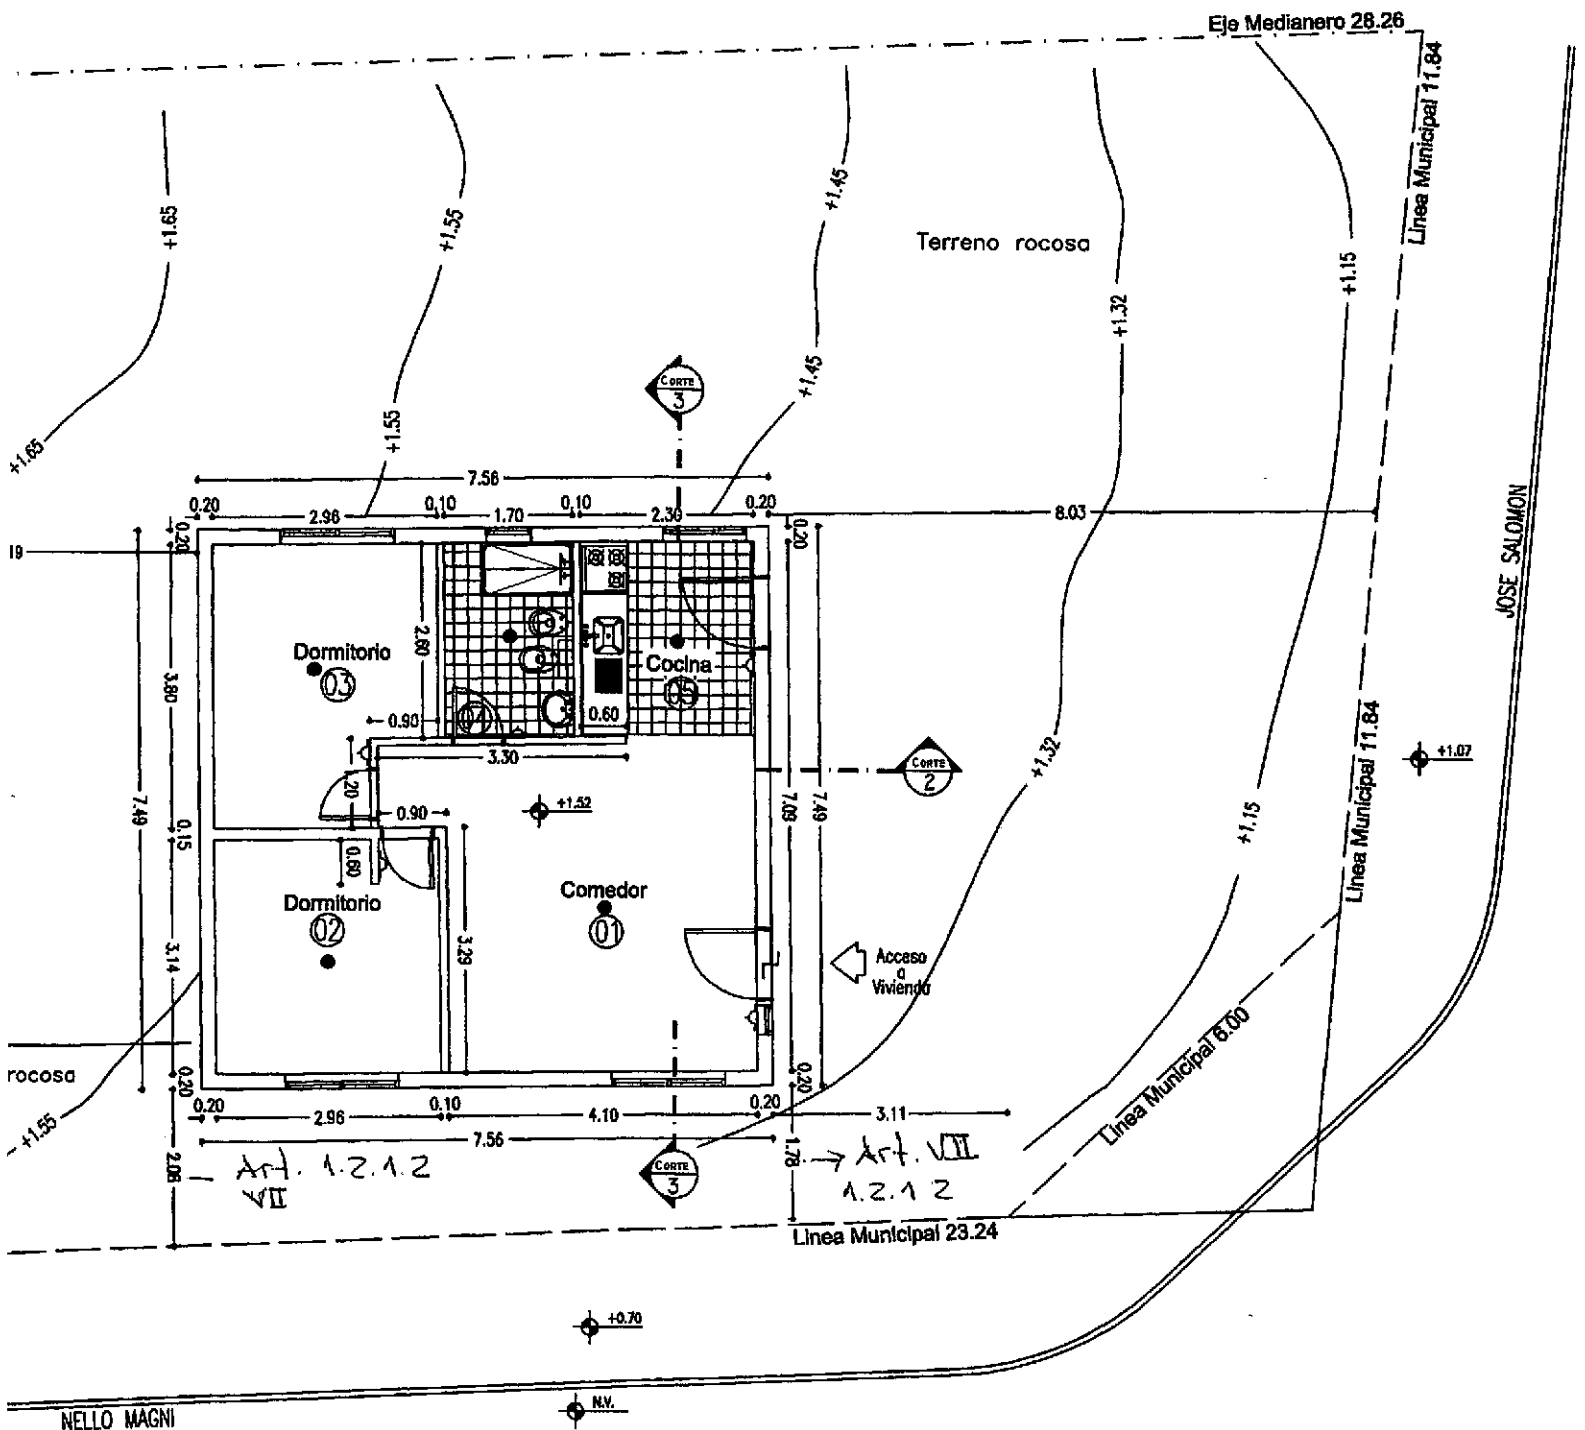 Eje Medianero 28.26
Linea Municipal 11.84
+1.65
+1.55
+1.45
Terreno rocosa
+1.15
+1.32
CORTE
3
+1.45
+1.55
+1.65
7.56
0.20
2.96
0.10
1.70
0.10
2.30
0.20
8.03
0.20
0.20
19
JOSE SALOMON
2.60
Dormitorio
03
Cocina
05
3.80
0.90
04
0.60
3.30
+1.32
CORTE
2
Linea Municipal 11.84
+1.07
7.49
1.20
0.90
+1.52
7.09
7.49
0.15
0.60
+1.15
Dormitorio
02
Comedor
01
3.14
3.29
Acceso
a
Vivienda
rocosa
0.20
0.20
Linea Municipal 6.00
+1.55
0.20
2.96
0.10
4.10
0.20
3.11
7.56
2.06
Art. 1.2.1.2
VII
CORTE
3
1.78
Art. VII
1.2.1 2
Linea Municipal 23.24
+0.70
N.V.
NELLO MAGNI